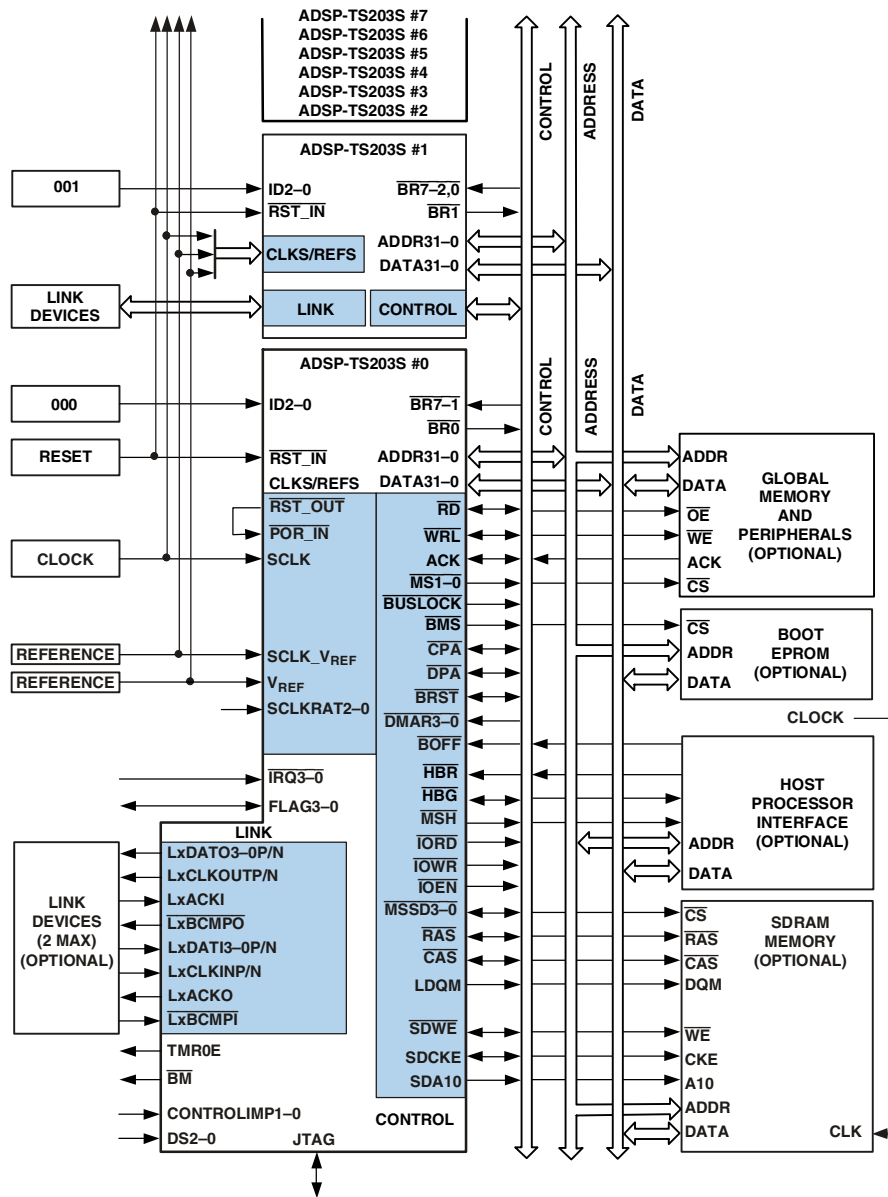 ADSP-TS203S #7
ADSP-TS203S #6
ADSP-TS203S #5
ADSP-TS203S #4
ADSP-TS203S #3
ADSP-TS203S #2
CONTROL
ADDRESS
DATA
ADSP-TS203S #1
001
ID2–0
BR7–2,0
RST_IN
BR1
ADDR31–0
CLKS/REFS
DATA31–0
LINK
DEVICES
LINK
CONTROL
ADSP-TS203S #0
CONTROL
ADDRESS
DATA
000
ID2–0
BR7–1
BR0
RESET
RST_IN
ADDR31–0
CLKS/REFS
DATA31–0
RST_OUT
RD
POR_IN
WRL
CLOCK
SCLK
ACK
MS1–0
BUSLOCK
BMS
REFERENCE
SCLK_VREF
CPA
REFERENCE
VREF
DPA
SCLKRAT2–0
BRST
DMAR3–0
BOFF
IRQ3–0
HBR
FLAG3–0
HBG
MSH
IORD
IOWR
IOEN
MSSD3–0
RAS
CAS
LDQM
SDWE
SDCKE
SDA10
CONTROL
LINK
LxDATO3–0P/N
LxCLKOUTP/N
LxACKI
LxBCMPO
LxDATI3–0P/N
LxCLKINP/N
LxACKO
LxBCMPI
LINK
DEVICES
(2 MAX)
(OPTIONAL)
TMR0E
BM
CONTROLIMP1–0
DS2–0
JTAG
ADDR
DATA
OE
WE
ACK
CS
GLOBAL
MEMORY
AND
PERIPHERALS
(OPTIONAL)
CS
ADDR
DATA
BOOT
EPROM
(OPTIONAL)
CLOCK
HOST
PROCESSOR
INTERFACE
(OPTIONAL)
ADDR
DATA
SDRAM
MEMORY
(OPTIONAL)
CS
RAS
CAS
DQM
WE
CKE
A10
ADDR
DATA
CLK